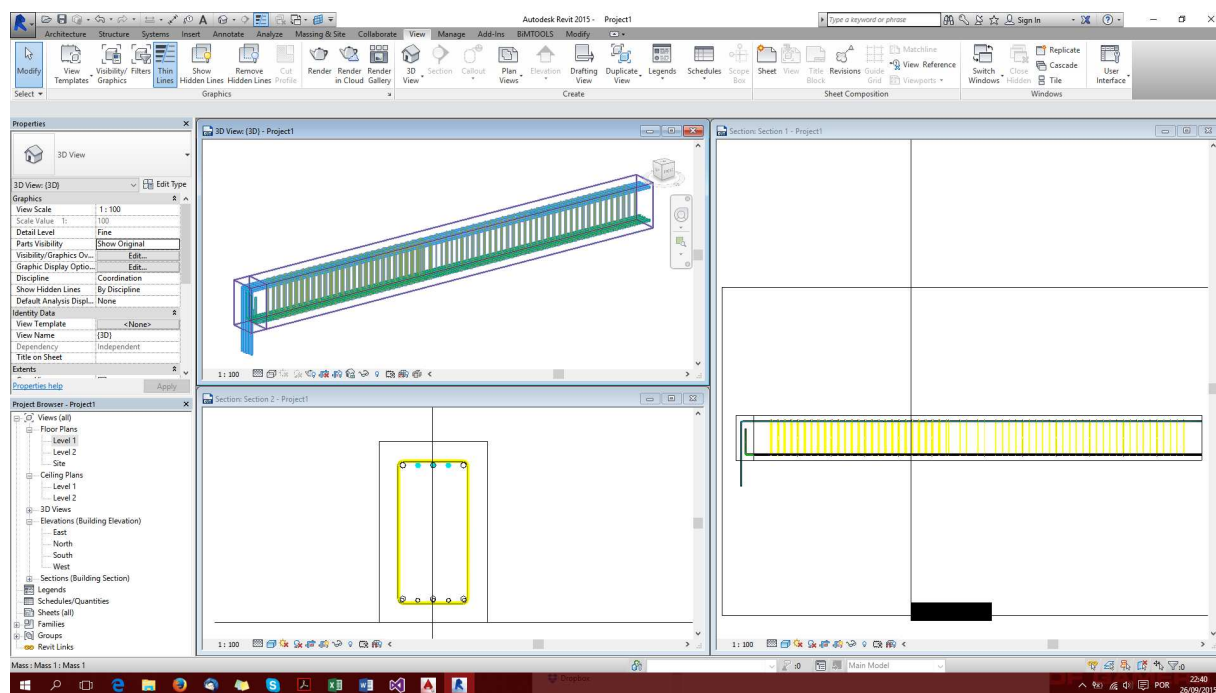 Autodesk Revit 2015 - Project1
Type a keyword or phrase
Sign In
Architecture Structure Systems Insert Annotate Analyze Massing & Site Collaborate View Manage Add-Ins BiMTOOLS Modify
Modify View Templates Visibility/ Graphics Filters Thin Lines Show Hidden Lines Remove Hidden Lines Cut Profile Render Render in Cloud Render Gallery 3D View Section Callout Plan Views Elevation Drafting View Duplicate View Legends Schedules Scope Box Sheet View Title Block Revisions Guide Grid Matchline View Reference Viewports Switch Windows Close Hidden Replicate Cascade Tile User Interface
Select Graphics Create Sheet Composition Windows
Properties
3D View
3D View: {3D} Edit Type
Graphics
View Scale 1 : 100
Scale Value 1: 100
Detail Level Fine
Parts Visibility Show Original
Visibility/Graphics Ov... Edit...
Graphic Display Optio... Edit...
Discipline Coordination
Show Hidden Lines By Discipline
Default Analysis Displ... None
Identity Data
View Template <None>
View Name {3D}
Dependency Independent
Title on Sheet
Extents
Properties help Apply
Project Browser - Project1
Views (all)
Floor Plans
Level 1
Level 2
Site
Ceiling Plans
Level 1
Level 2
3D Views
Elevations (Building Elevation)
East
North
South
West
Sections (Building Section)
Legends
Schedules/Quantities
Sheets (all)
Families
Groups
Revit Links
3D View: {3D} - Project1
1 : 100
Section: Section 2 - Project1
1 : 100
Section: Section 1 - Project1
1 : 100
Mass : Mass 1 : Mass 1
:0
Main Model
:0
Dropbox
POR
22:40
26/09/2015